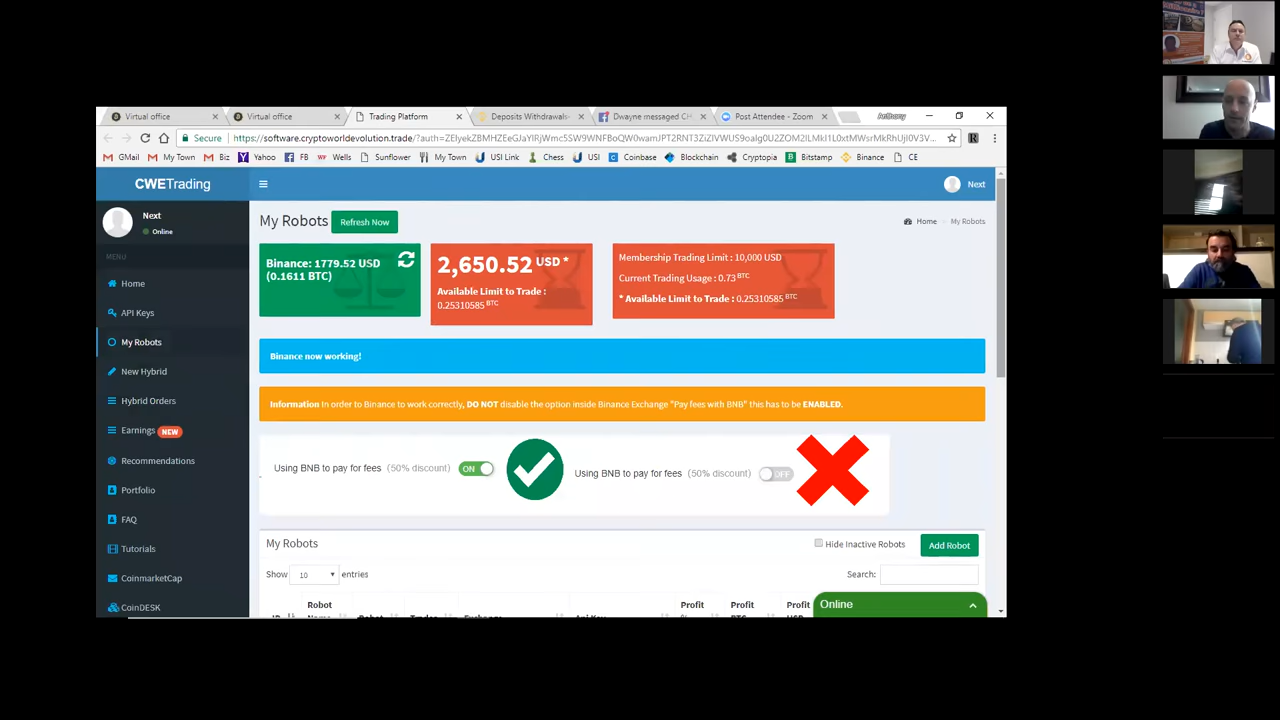 Virtual office
Virtual office
Trading Platform
Deposits Withdrawals-
Dwayne messaged
Post Attendee - Zoom
Anthony
Secure
GMail
My Town
Biz
Yahoo
FB
Wells
Sunflower
My Town
USI Link
Chess
USI
Coinbase
Blockchain
Cryptopia
Bitstamp
Binance
CE
CWETrading
Next
Next
Online
My Robots
Refresh Now
Home
My Robots
MENU
Home
API Keys
My Robots
New Hybrid
Hybrid Orders
Earnings NEW
Recommendations
Portfolio
FAQ
Tutorials
CoinmarketCap
CoinDESK
Binance: 1779.52 USD
(0.1611 BTC)
2,650.52 USD *
Available Limit to Trade :
0.25310585 BTC
Membership Trading Limit : 10,000 USD
Current Trading Usage : 0.73 BTC
* Available Limit to Trade : 0.25310585 BTC
Binance now working!
Information In order to Binance to work correctly, DO NOT disable the option inside Binance Exchange "Pay fees with BNB" this has to be ENABLED.
Using BNB to pay for fees (50% discount) ON
Using BNB to pay for fees (50% discount) OFF
My Robots
Hide Inactive Robots
Add Robot
Show 10 entries
Search:
Robot
Profit
Profit
Profit
Online